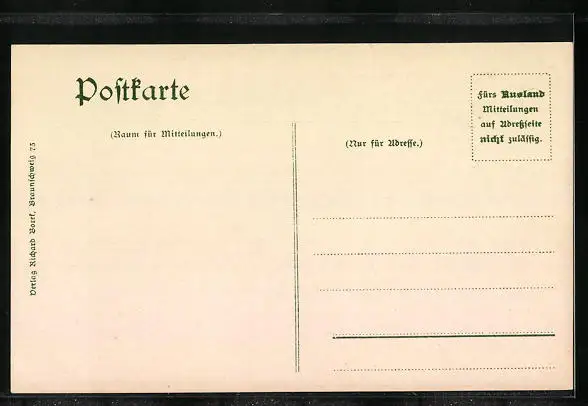 Postkarte
(Raum für Mitteilungen.)
(Nur für Adresse.)
Fürs Ausland
Mitteilungen
auf Adreßseite
nicht zulässig.
Verlag Richard Borek, Braunschweig 75